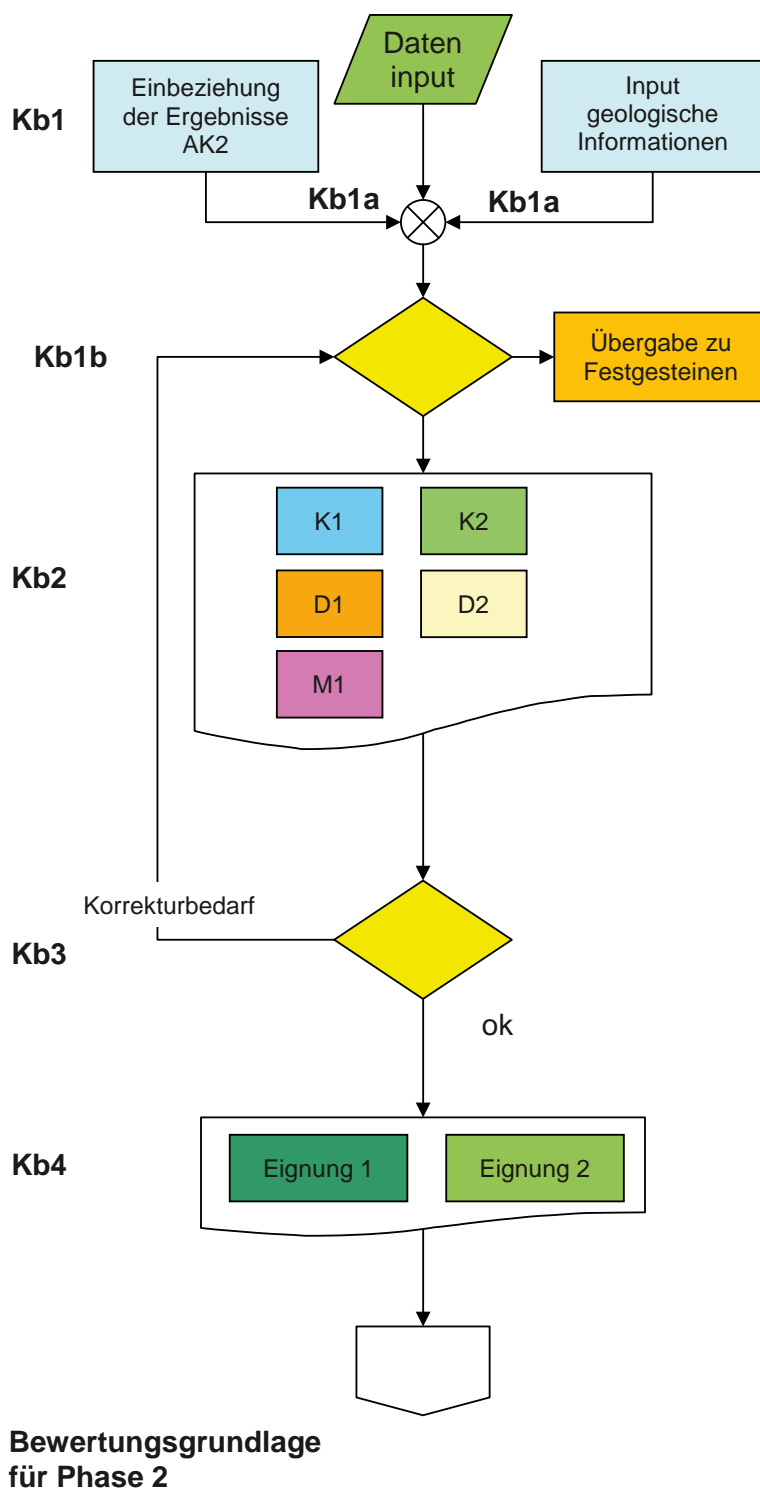 Daten
input
Einbeziehung
der Ergebnisse
AK2
Input
geologische
Informationen
Kb1
Kb1a
Kb1a
Kb1b
Übergabe zu
Festgesteinen
K1
K2
Kb2
D1
D2
M1
Korrekturbedarf
Kb3
ok
Kb4
Eignung 1
Eignung 2
Bewertungsgrundlage
für Phase 2